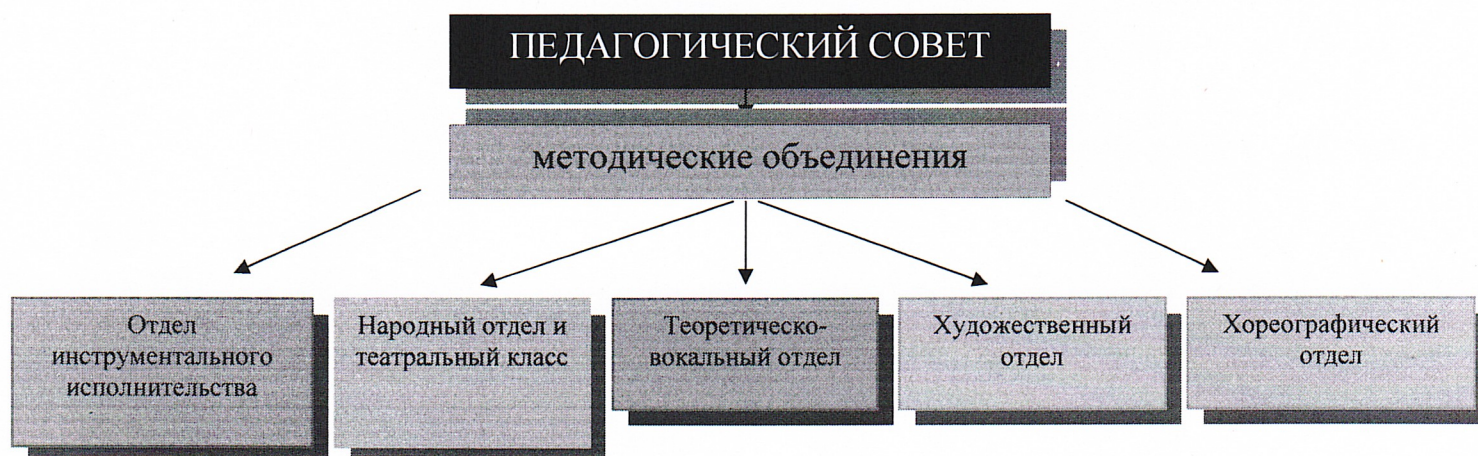 ПЕДАГОГИЧЕСКИЙ СОВЕТ
методические объединения
Отдел
инструментального
исполнительства
Народный отдел и
театральный класс
Теоретическо-
вокальный отдел
Художественный
отдел
Хореографический
отдел